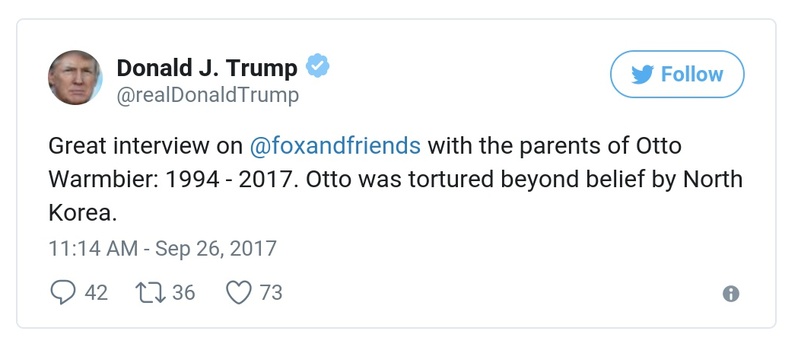 Donald J. Trump
@realDonaldTrump
Follow
Great interview on @foxandfriends with the parents of Otto
Warmbier: 1994 - 2017. Otto was tortured beyond belief by North
Korea.
11:14 AM - Sep 26, 2017
42 36 73